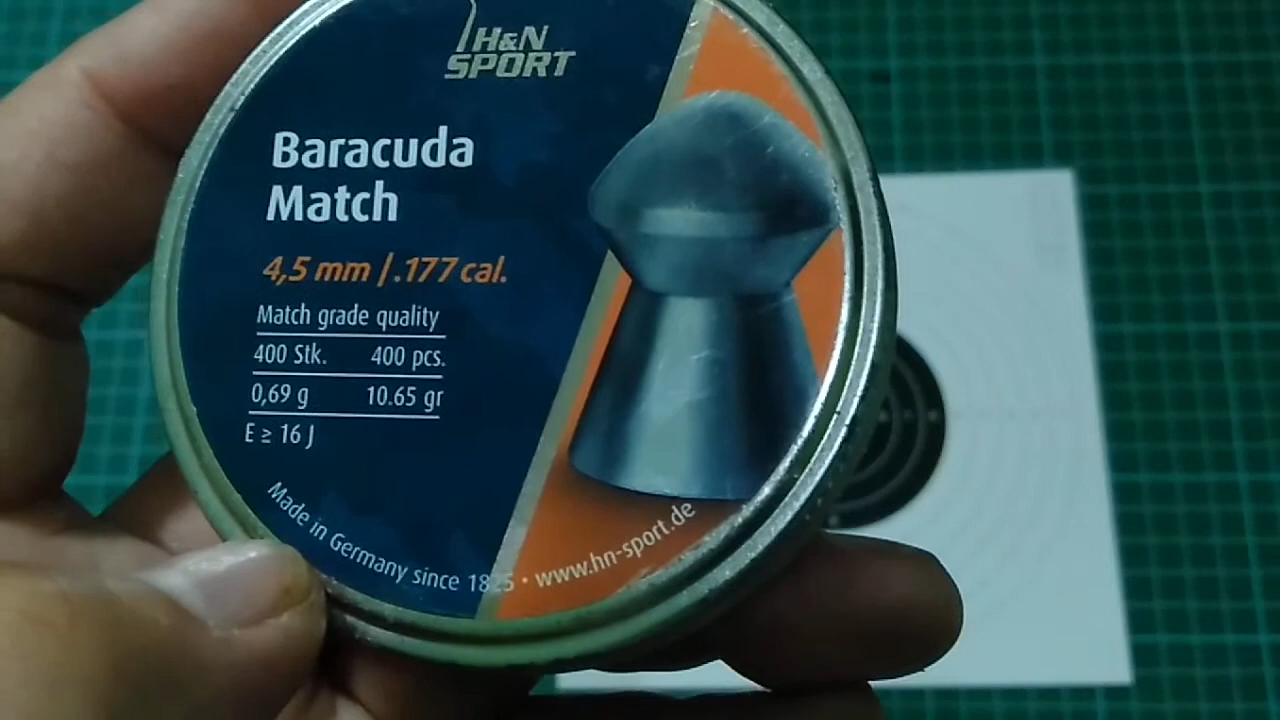 H&N
SPORT
Baracuda
Match
4,5 mm / .177 cal.
Match grade quality
400 Stk. 400 pcs.
0,69 g 10.65 gr
E ≥ 16 J
Made in Germany since 1825 • www.hn-sport.de